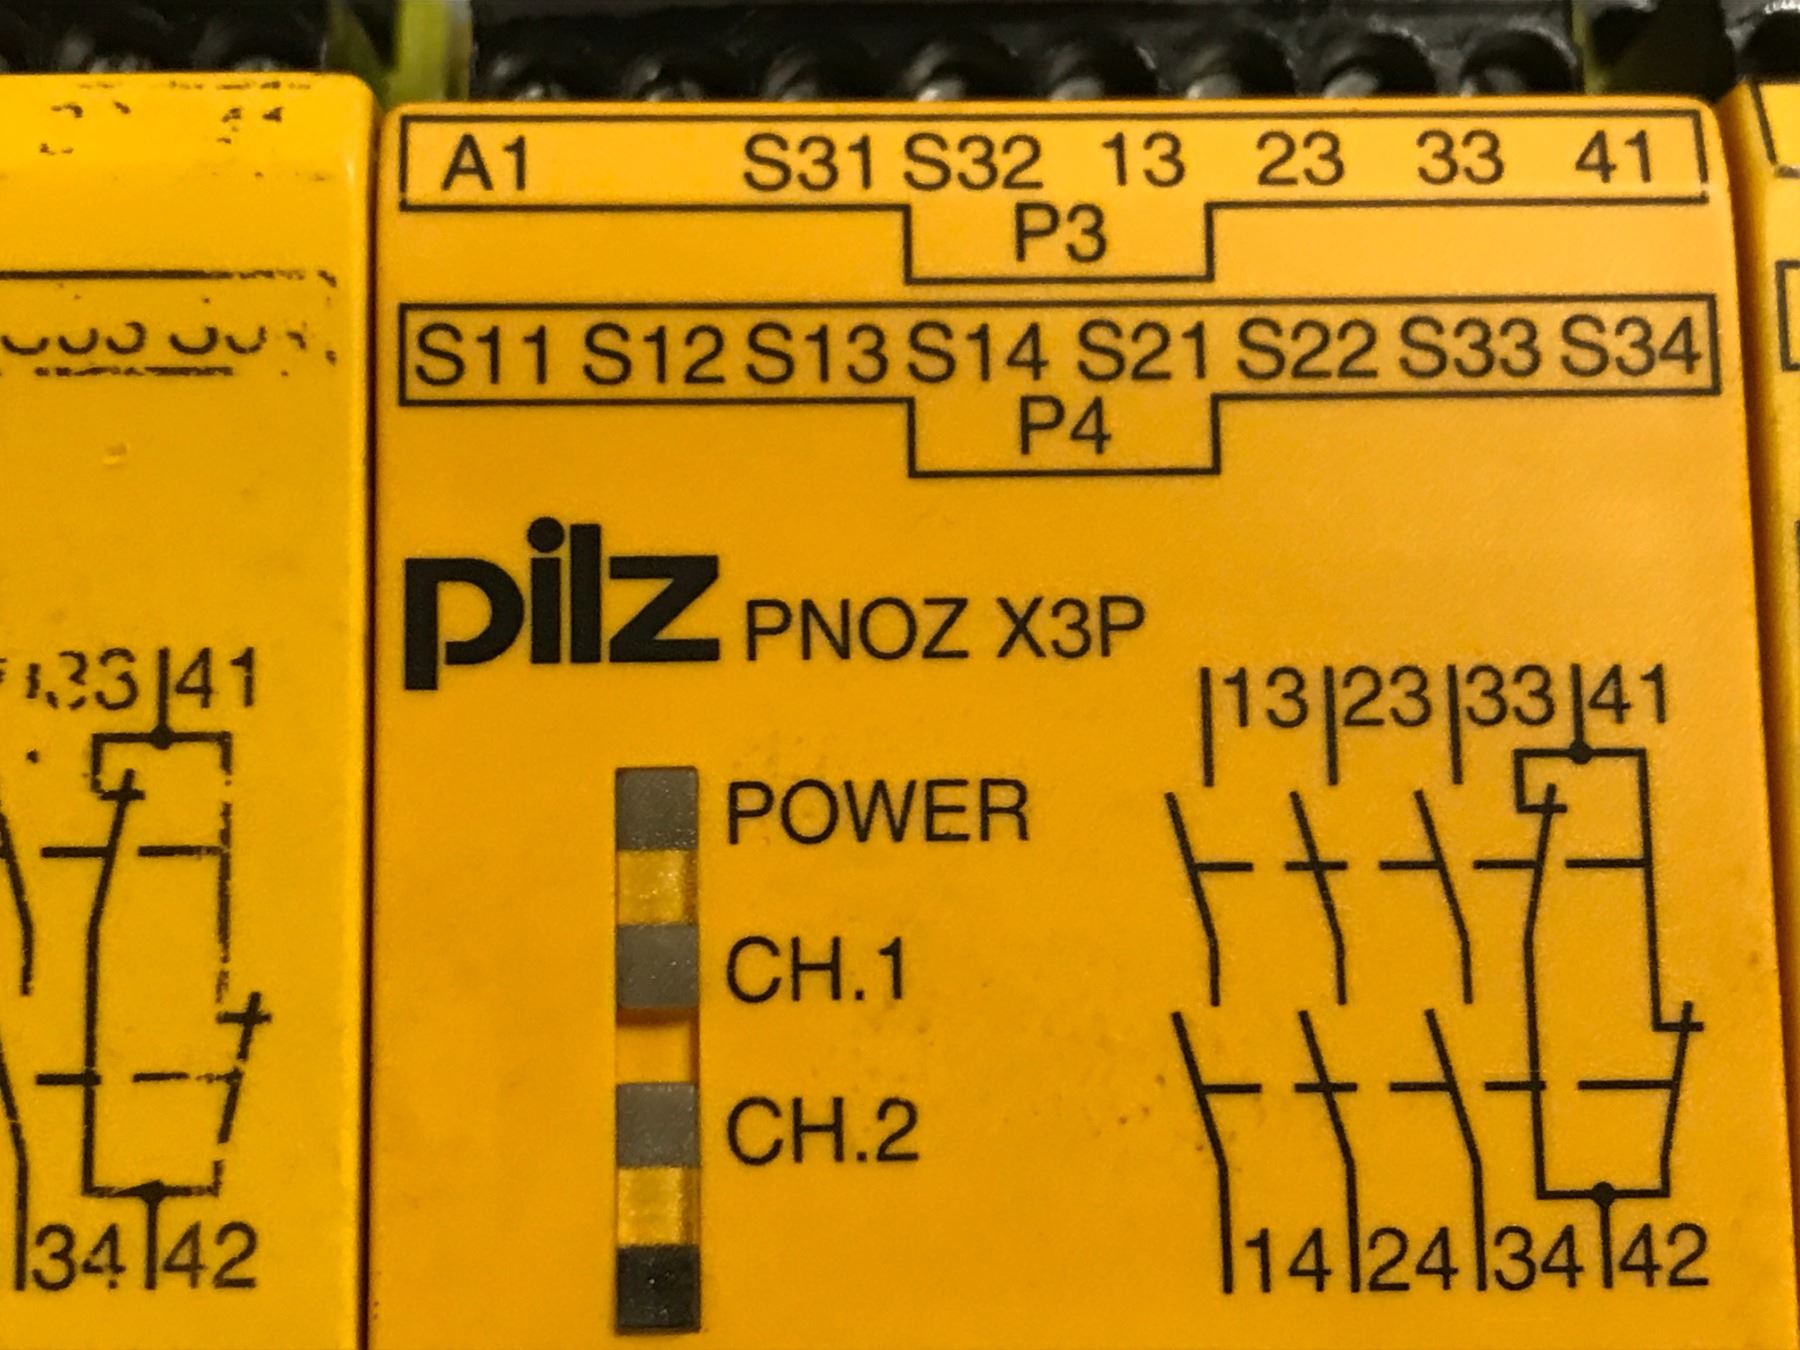 A1 S31 S32 13 23 33 41
P3
S11 S12 S13 S14 S21 S22 S33 S34
P4
pilz PNOZ X3P
41
13 23 33 41
POWER
CH.1
CH.2
34 42
14 24 34 42